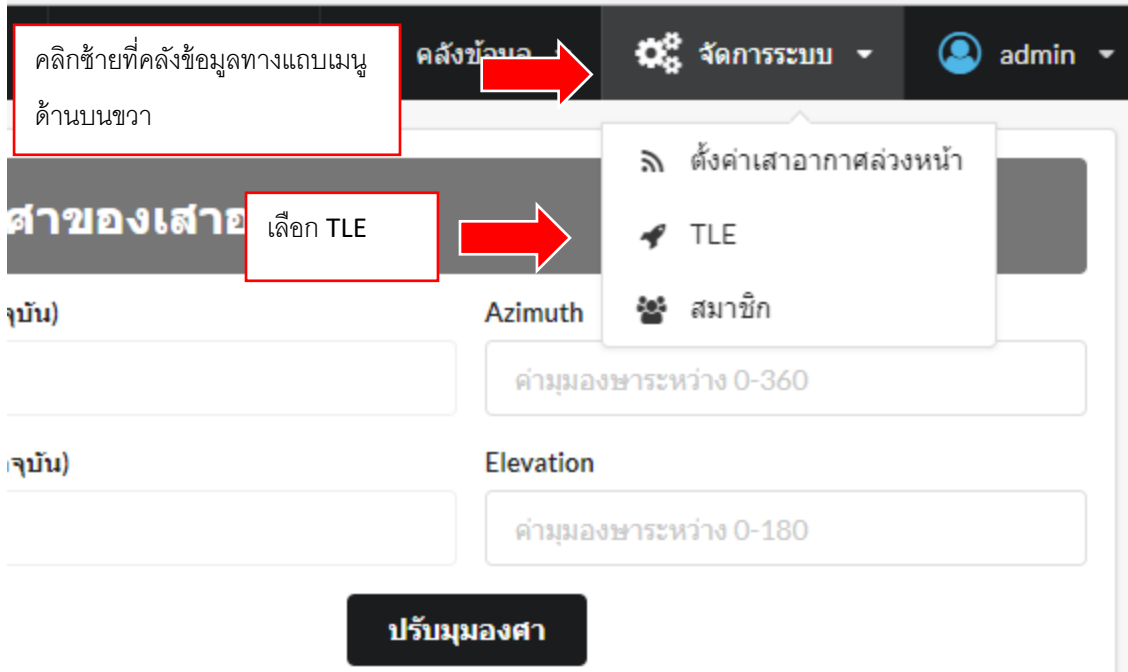 คลิกซ้ายที่คลังข้อมูลทางแถบเมนู
ด้านบนขวา
คลังข้อมูล
จัดการระบบ
admin
ตั้งค่าเสาอากาศล่วงหน้า
TLE
สมาชิก
ศาของเสาอ
เลือก TLE
จุบัน)
Azimuth
ค่ามุมองษาระหว่าง 0-360
จุบัน)
Elevation
ค่ามุมองษาระหว่าง 0-180
ปรับมุมองศา